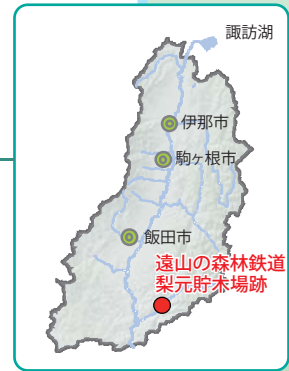 諏訪湖
伊那市
駒ヶ根市
飯田市
遠山の森林鉄道
梨元貯木場跡